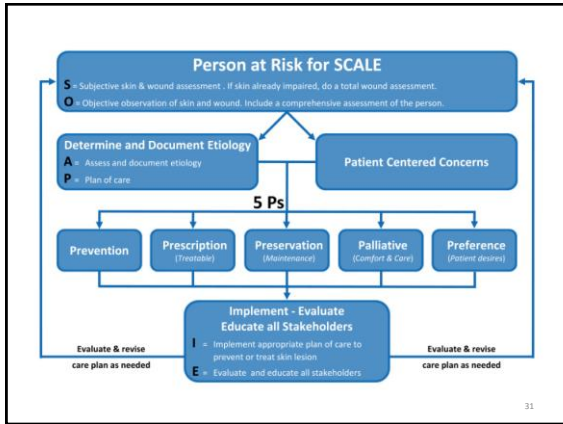 Person at Risk for SCALE
S = Subjective skin & wound assessment . If skin already impaired, do a total wound assessment.
O = Objective observation of skin and wound. Include a comprehensive assessment of the person.
Determine and Document Etiology
A = Assess and document etiology
P = Plan of care
Patient Centered Concerns
5 Ps
Prevention
Prescription
(Treatable)
Preservation
(Maintenance)
Palliative
(Comfort & Care)
Preference
(Patient desires)
Implement - Evaluate
Educate all Stakeholders
I = Implement appropriate plan of care to
prevent or treat skin lesion
E = Evaluate and educate all stakeholders
Evaluate & revise
care plan as needed
Evaluate & revise
care plan as needed
31